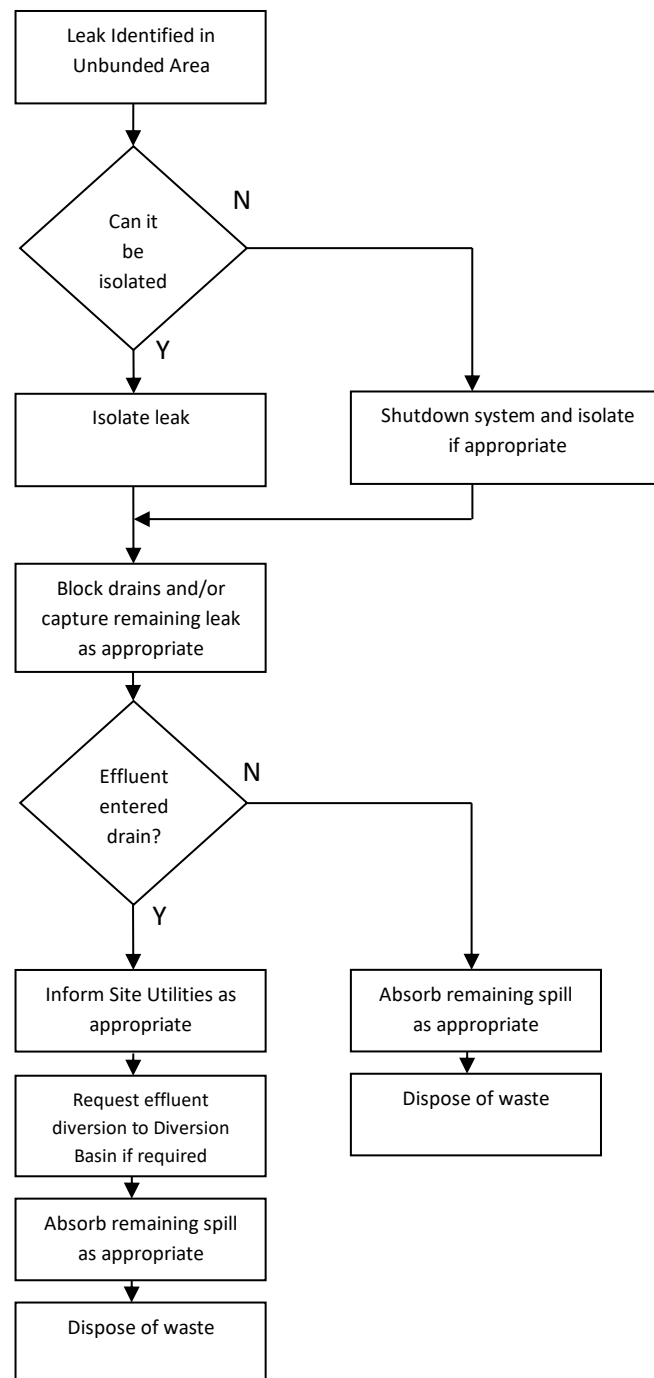 Leak Identified in
Unbunded Area
N
Can it
be
isolated
Y
Isolate leak
Shutdown system and isolate
if appropriate
Block drains and/or
capture remaining leak
as appropriate
N
Effluent
entered
drain?
Y
Inform Site Utilities as
appropriate
Absorb remaining spill
as appropriate
Request effluent
diversion to Diversion
Basin if required
Dispose of waste
Absorb remaining spill
as appropriate
Dispose of waste